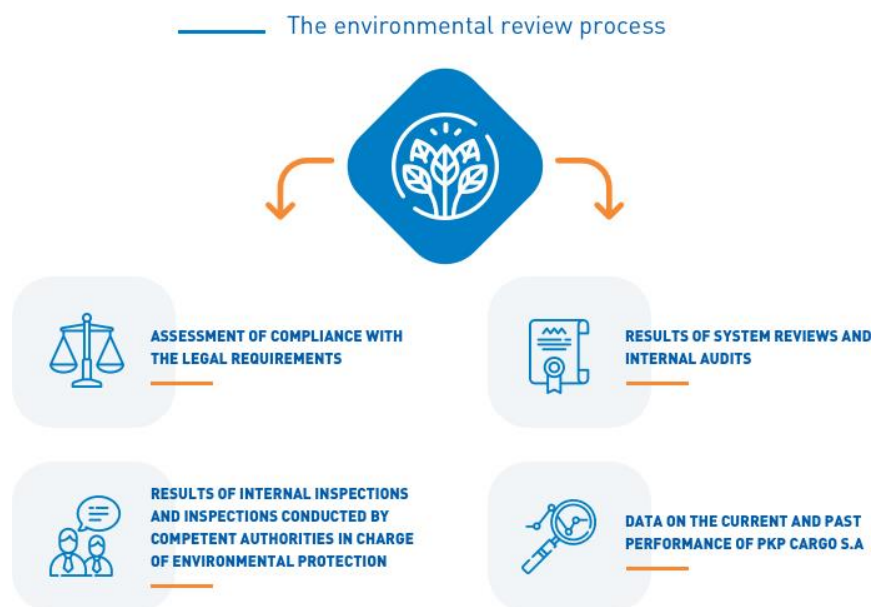 The environmental review process
ASSESSMENT OF COMPLIANCE WITH
THE LEGAL REQUIREMENTS
RESULTS OF SYSTEM REVIEWS AND
INTERNAL AUDITS
RESULTS OF INTERNAL INSPECTIONS
AND INSPECTIONS CONDUCTED BY
COMPETENT AUTHORITIES IN CHARGE
OF ENVIRONMENTAL PROTECTION
DATA ON THE CURRENT AND PAST
PERFORMANCE OF PKP CARGO S.A